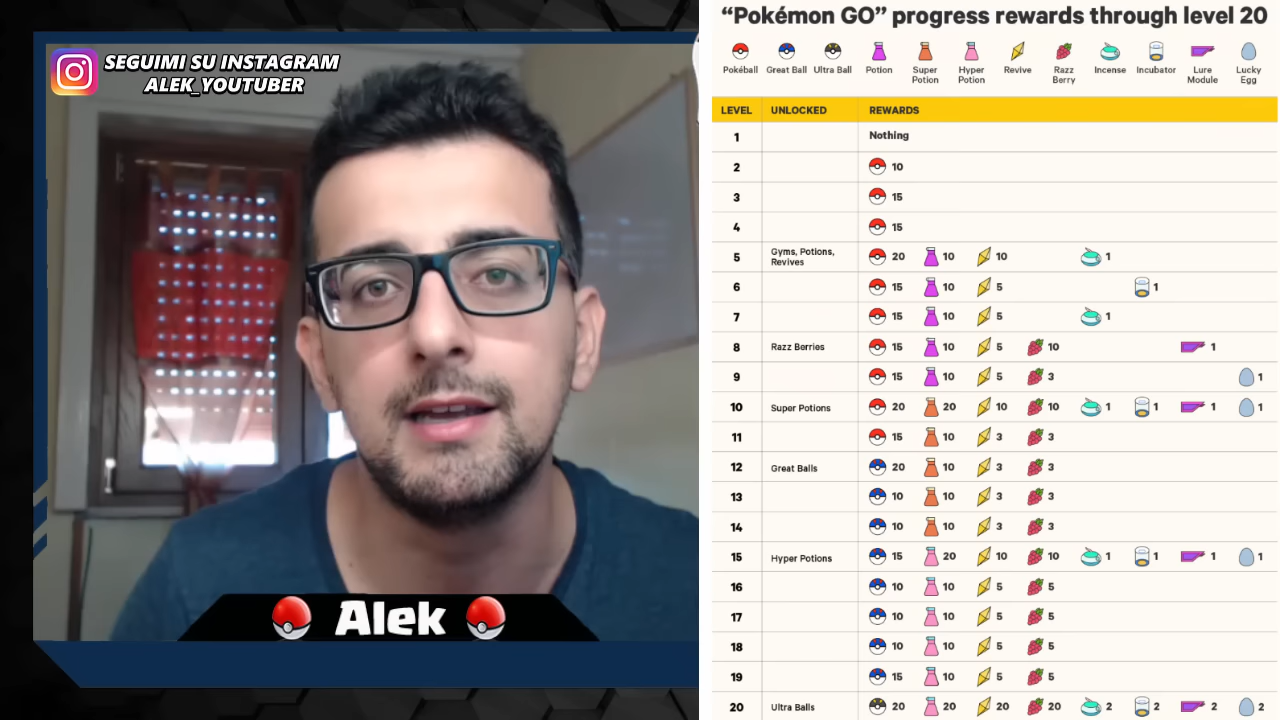 SEGUIMI SU INSTAGRAM
ALEK_YOUTUBER
Alek
“Pokémon GO” progress rewards through level 20
Pokéball Great Ball Ultra Ball Potion Super Potion Hyper Potion Revive Razz Berry Incense Incubator Lure Module Lucky Egg
LEVEL UNLOCKED REWARDS
1 Nothing
2 10
3 15
4 15
5 Gyms, Potions, Revives 20 10 10 1
6 15 10 5 1
7 15 10 5 1
8 Razz Berries 15 10 5 10 1
9 15 10 5 3 1
10 Super Potions 20 20 10 10 1 1 1 1
11 15 10 3 3
12 Great Balls 20 10 3 3
13 10 10 3 3
14 10 10 3 3
15 Hyper Potions 15 20 10 10 1 1 1 1
16 10 10 5 5
17 10 10 5 5
18 10 10 5 5
19 15 10 5 5
20 Ultra Balls 20 20 20 20 2 2 2 2